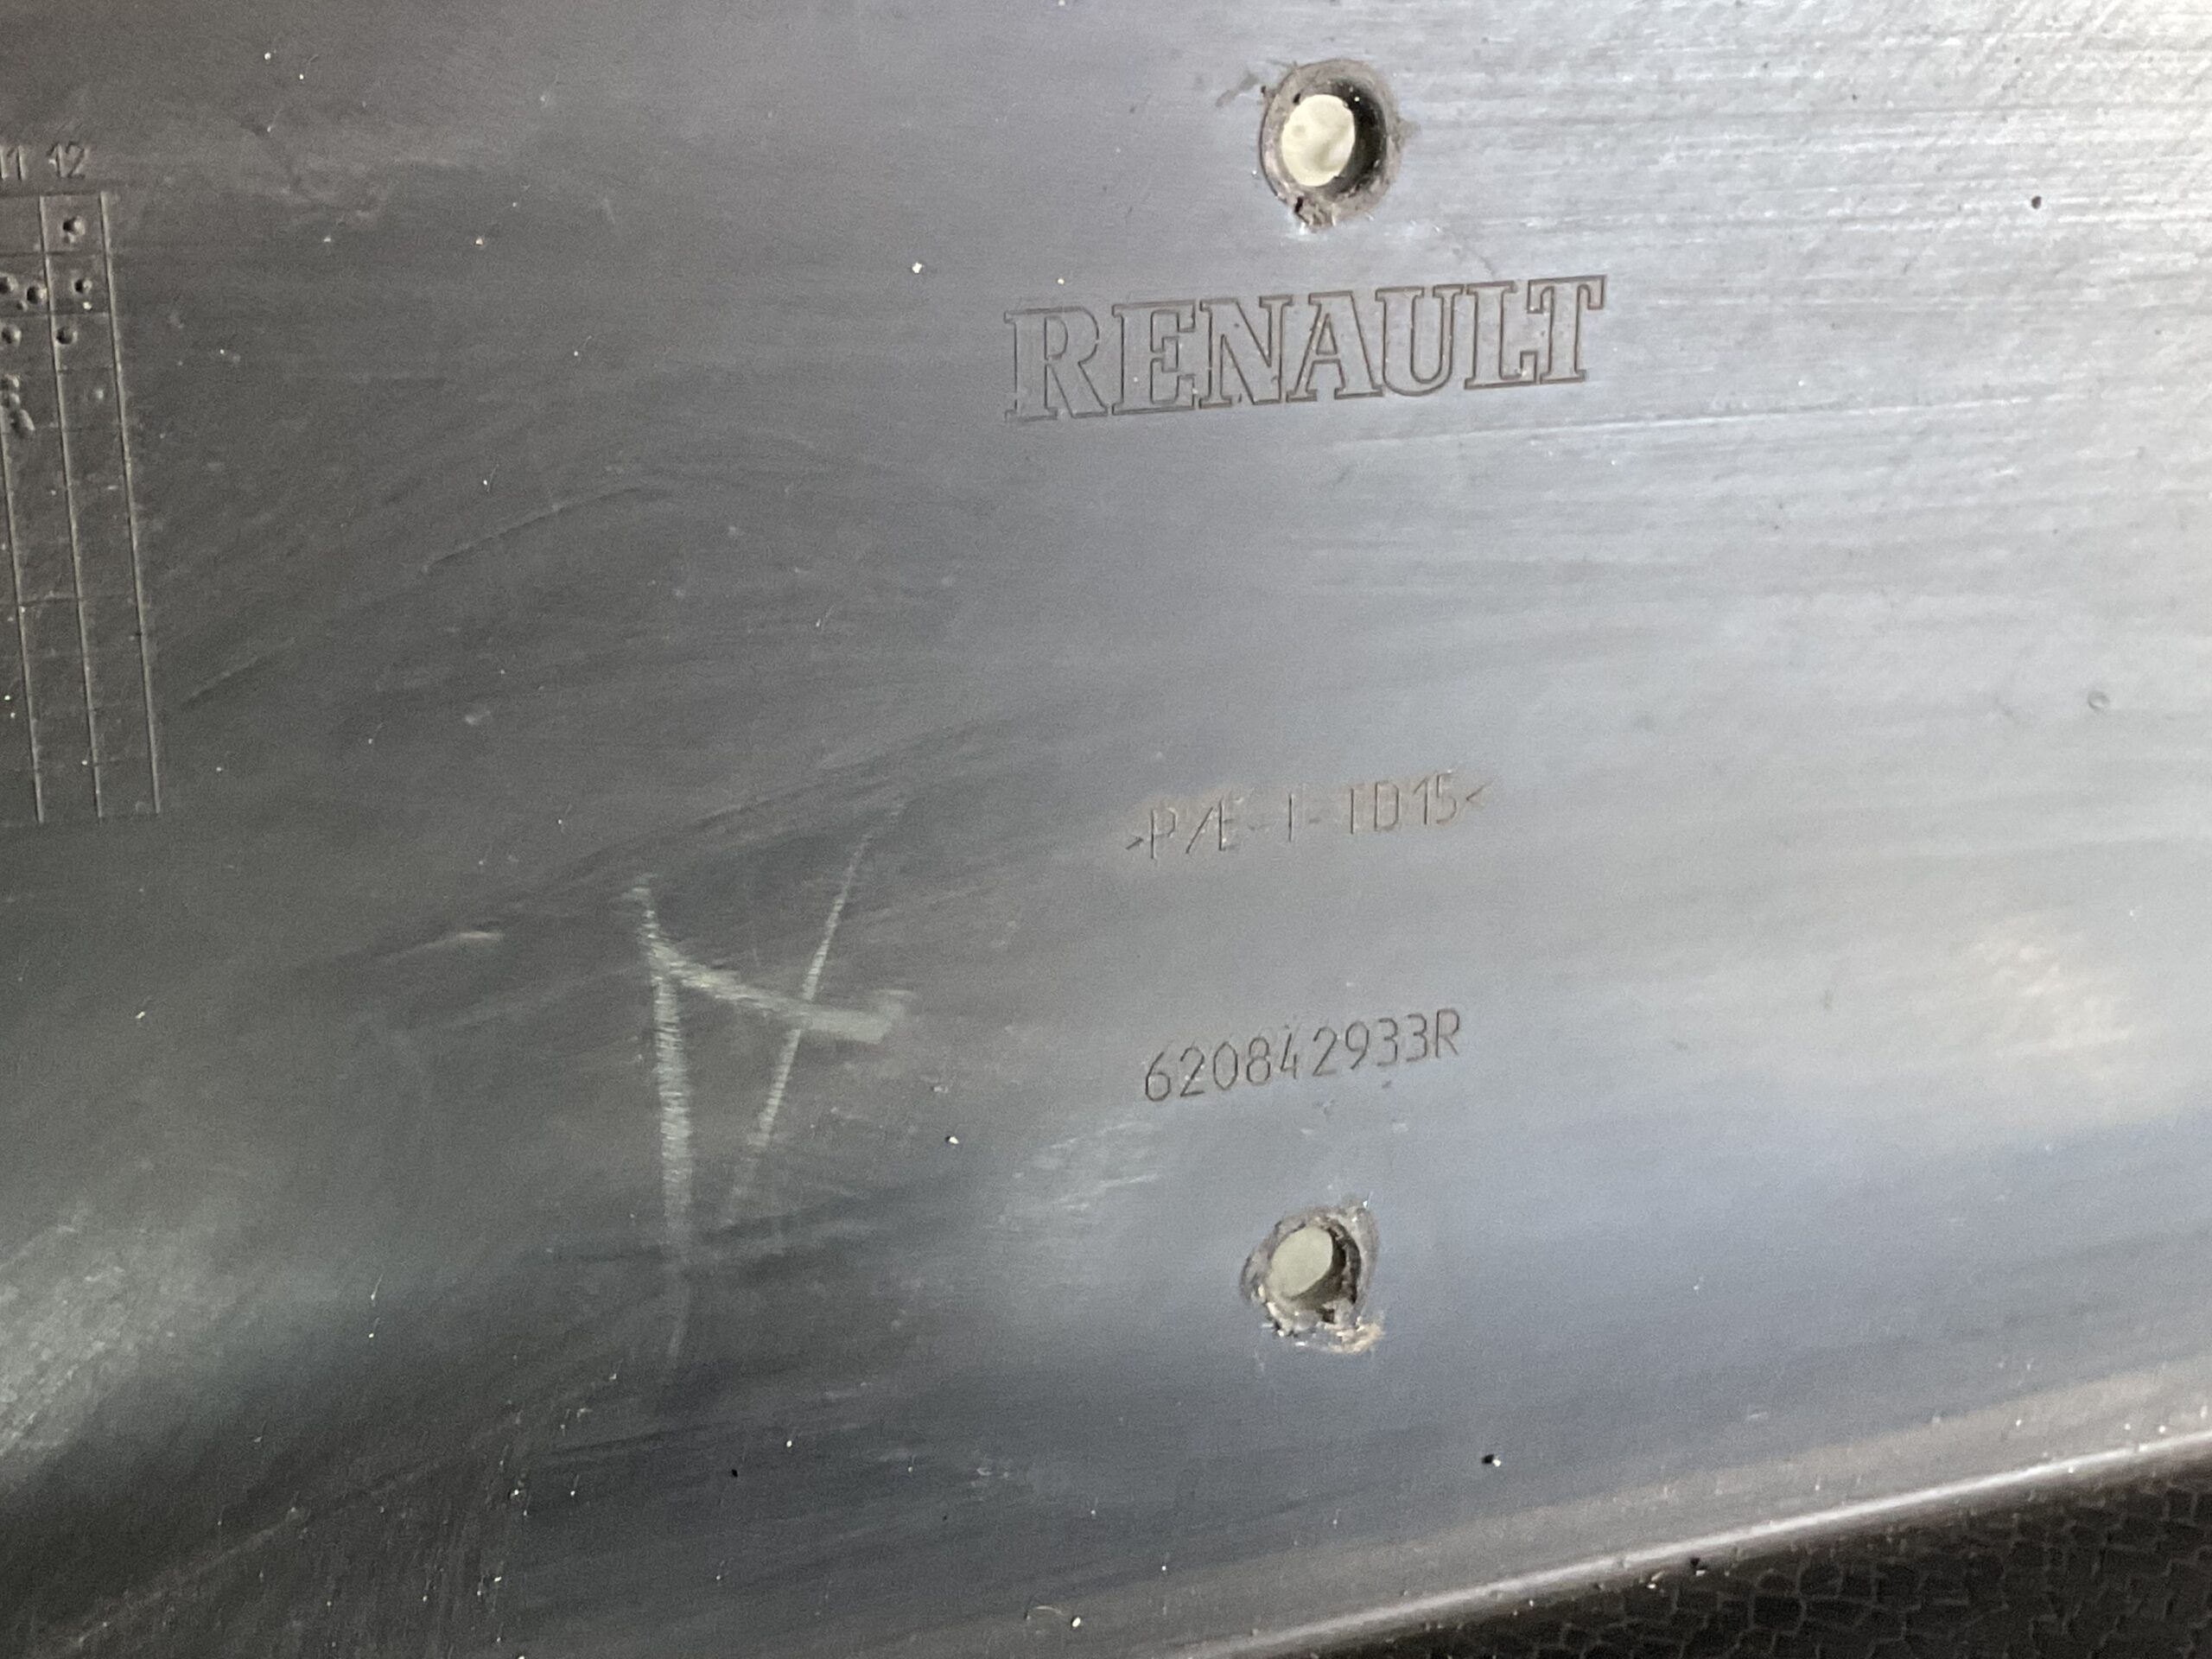 11 12
RENAULT
>P/E-I-TD15<
620842933R